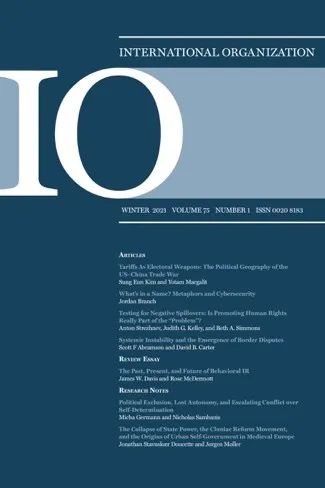 INTERNATIONAL ORGANIZATION
IO
WINTER 2021 VOLUME 75 NUMBER 1 ISSN 0020 8183
ARTICLES
Tariffs As Electoral Weapons: The Political Geography of the
US–China Trade War
Sung Eun Kim and Yotam Margalit
What's in a Name? Metaphors and Cybersecurity
Jordan Branch
Testing for Negative Spillovers: Is Promoting Human Rights
Really Part of the "Problem"?
Anton Strezhnev, Judith G. Kelley, and Beth A. Simmons
Systemic Instability and the Emergence of Border Disputes
Scott F Abramson and David B. Carter
REVIEW ESSAY
The Past, Present, and Future of Behavioral IR
James W. Davis and Rose McDermott
RESEARCH NOTES
Political Exclusion, Lost Autonomy, and Escalating Conflict over
Self-Determination
Micha Germann and Nicholas Sambanis
The Collapse of State Power, the Cluniac Reform Movement,
and the Origins of Urban Self-Government in Medieval Europe
Jonathan Stavnskær Doucette and Jørgen Møller